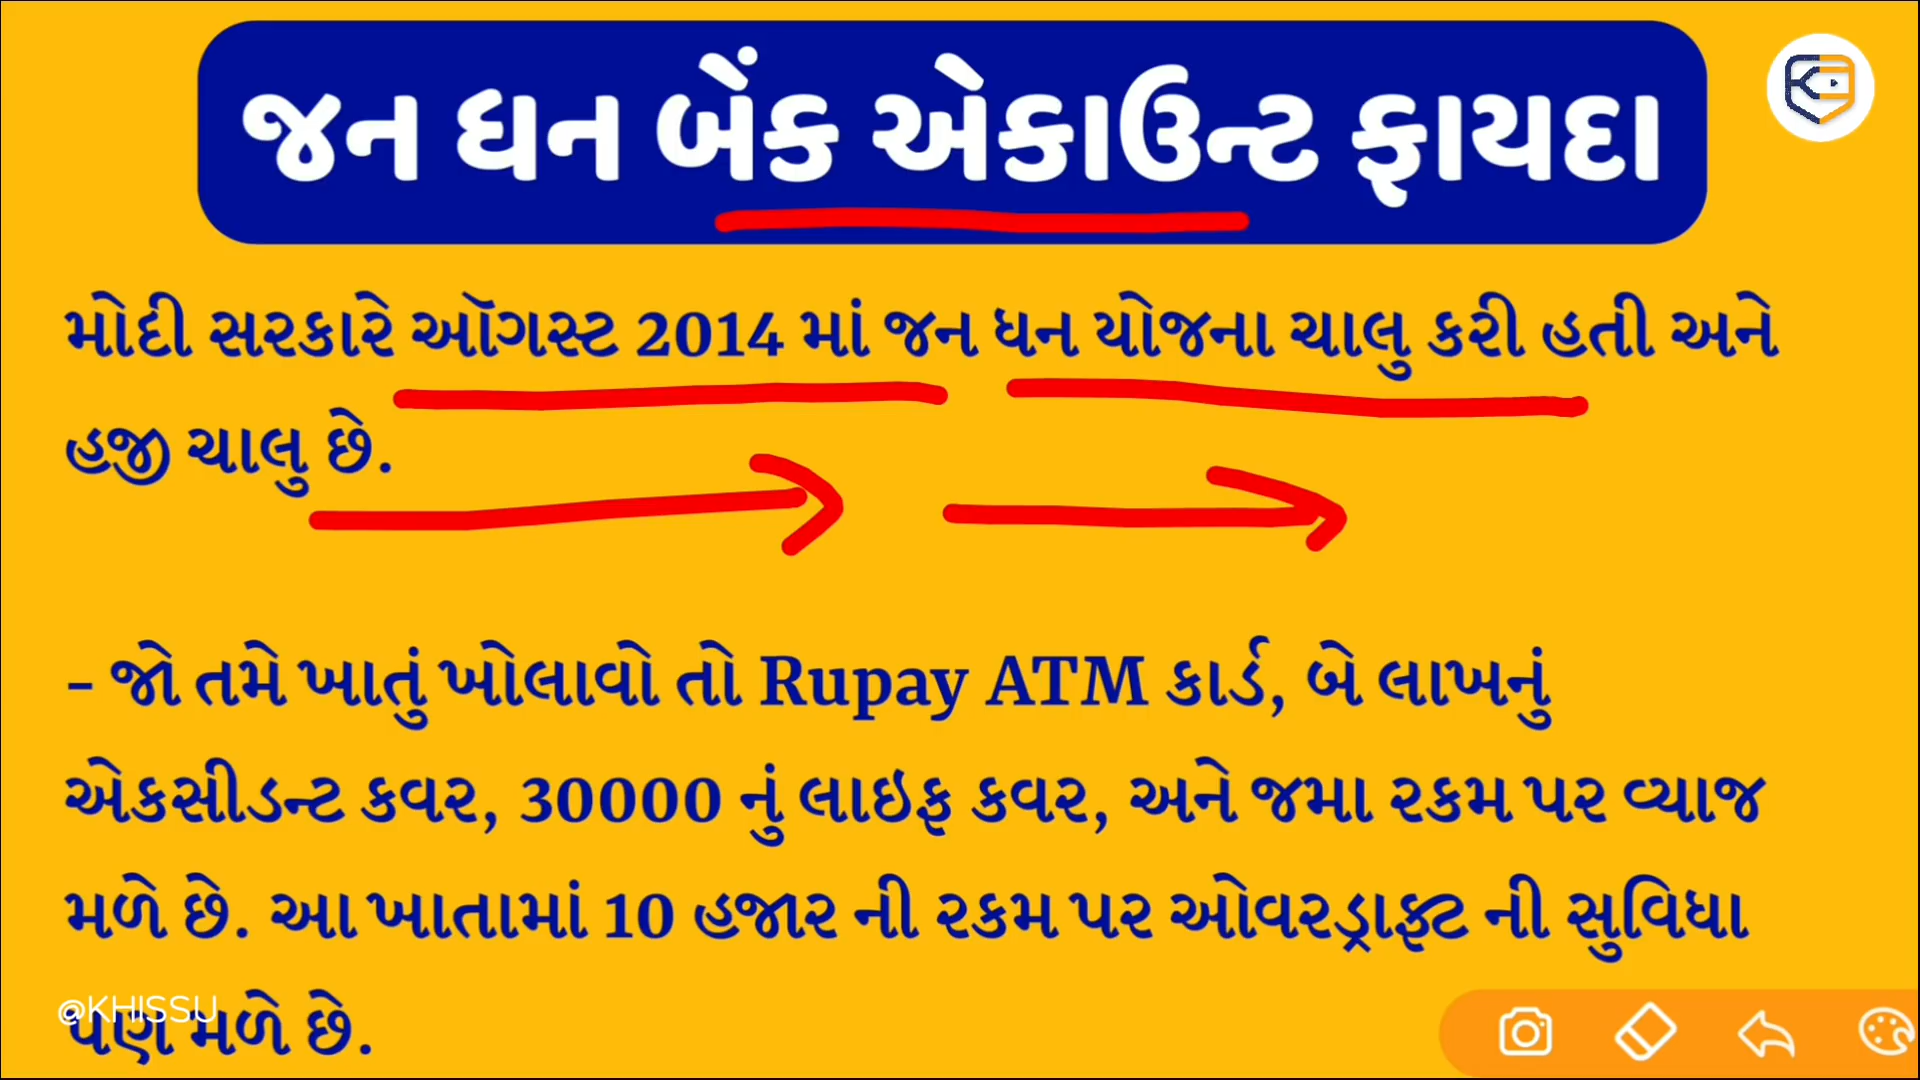 જન ધન બેંક એકાઉન્ટ ફાયદા
મોદી સરકારે ઑગસ્ટ 2014 માં જન ધન યોજના ચાલુ કરી હતી અને
હજી ચાલુ છે.
- જો તમે ખાતું ખોલાવો તો Rupay ATM કાર્ડ, બે લાખનું
એકસીડન્ટ કવર, 30000 નું લાઇફ કવર, અને જમા રકમ પર વ્યાજ
મળે છે. આ ખાતામાં 10 હજાર ની રકમ પર ઓવરડ્રાફ્ટ ની સુવિધા
પણ મળે છે.
@KHISSU